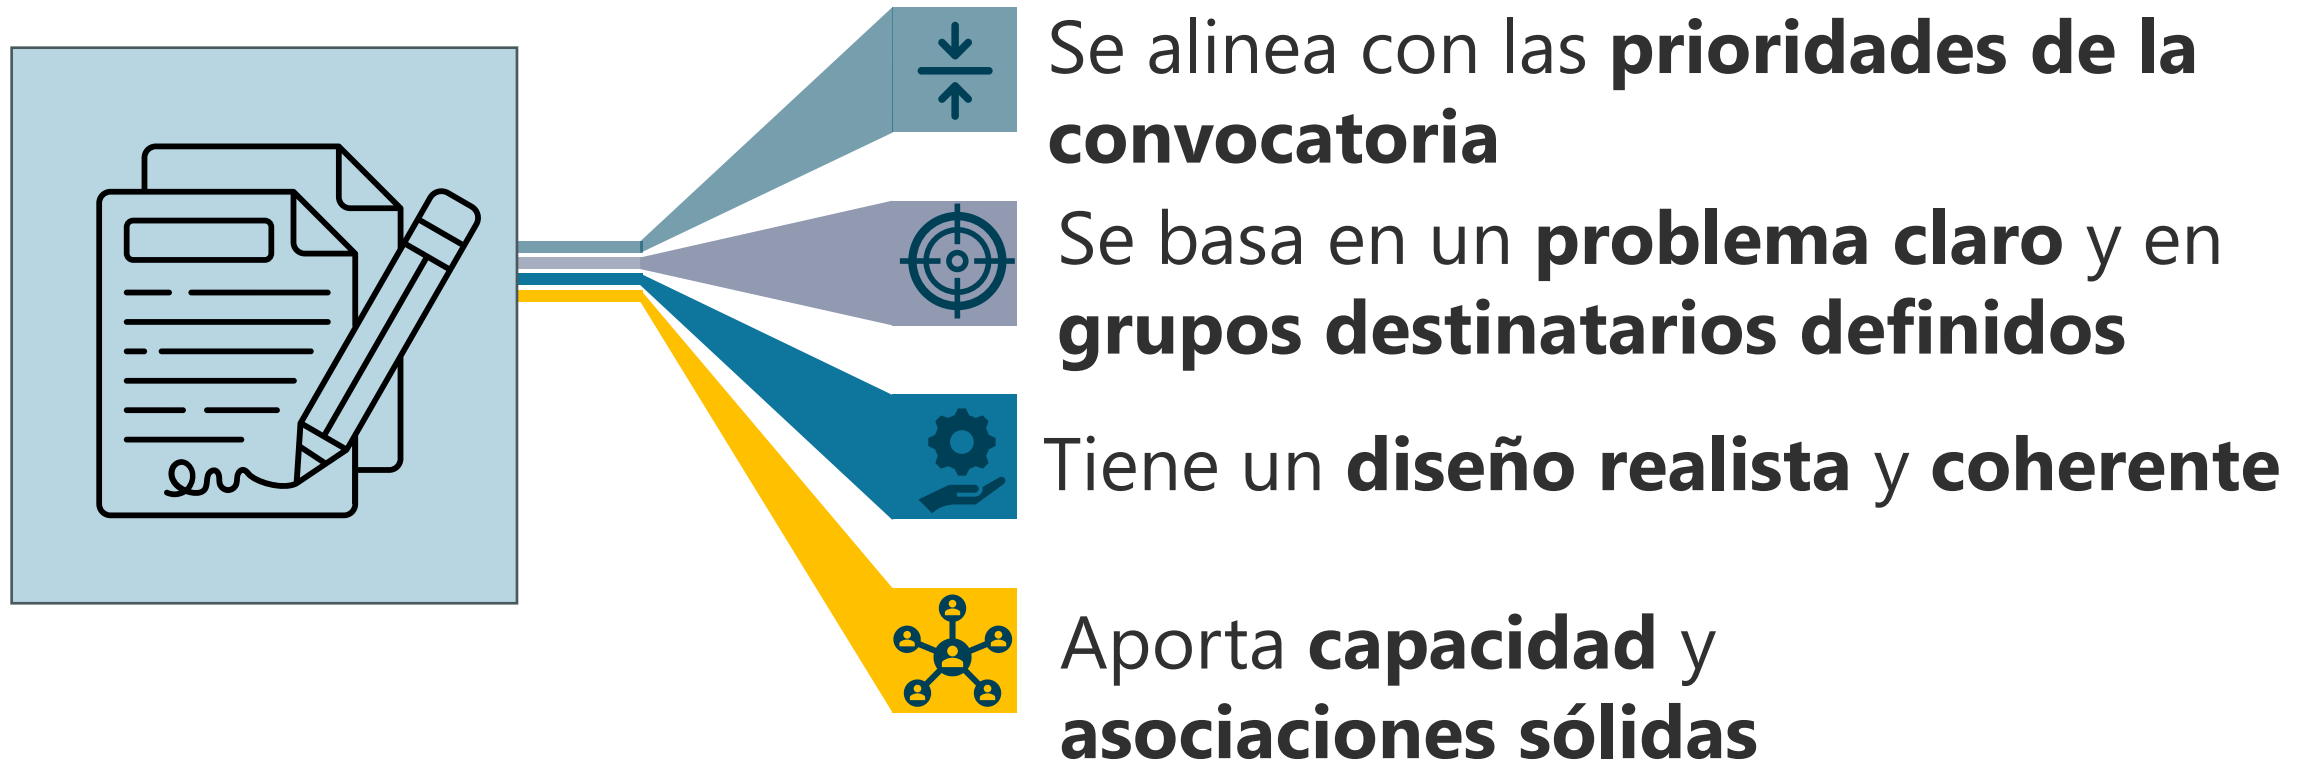 Se alinea con las prioridades de la
convocatoria
Se basa en un problema claro y en
grupos destinatarios definidos
Tiene un diseño realista y coherente
Aporta capacidad y
asociaciones sólidas